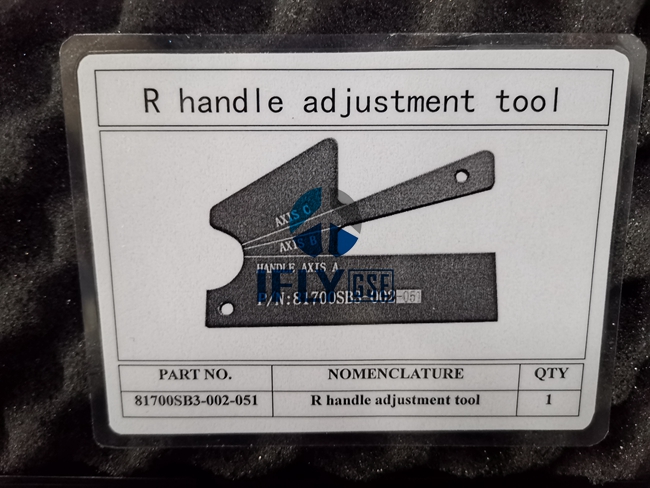 R handle adjustment tool
AXIS C
AXIS B
HANDLE AXIS A
IFLY GSE
P/N:81700SB3-002-051
PART NO. NOMENCLATURE QTY
81700SB3-002-051 R handle adjustment tool 1